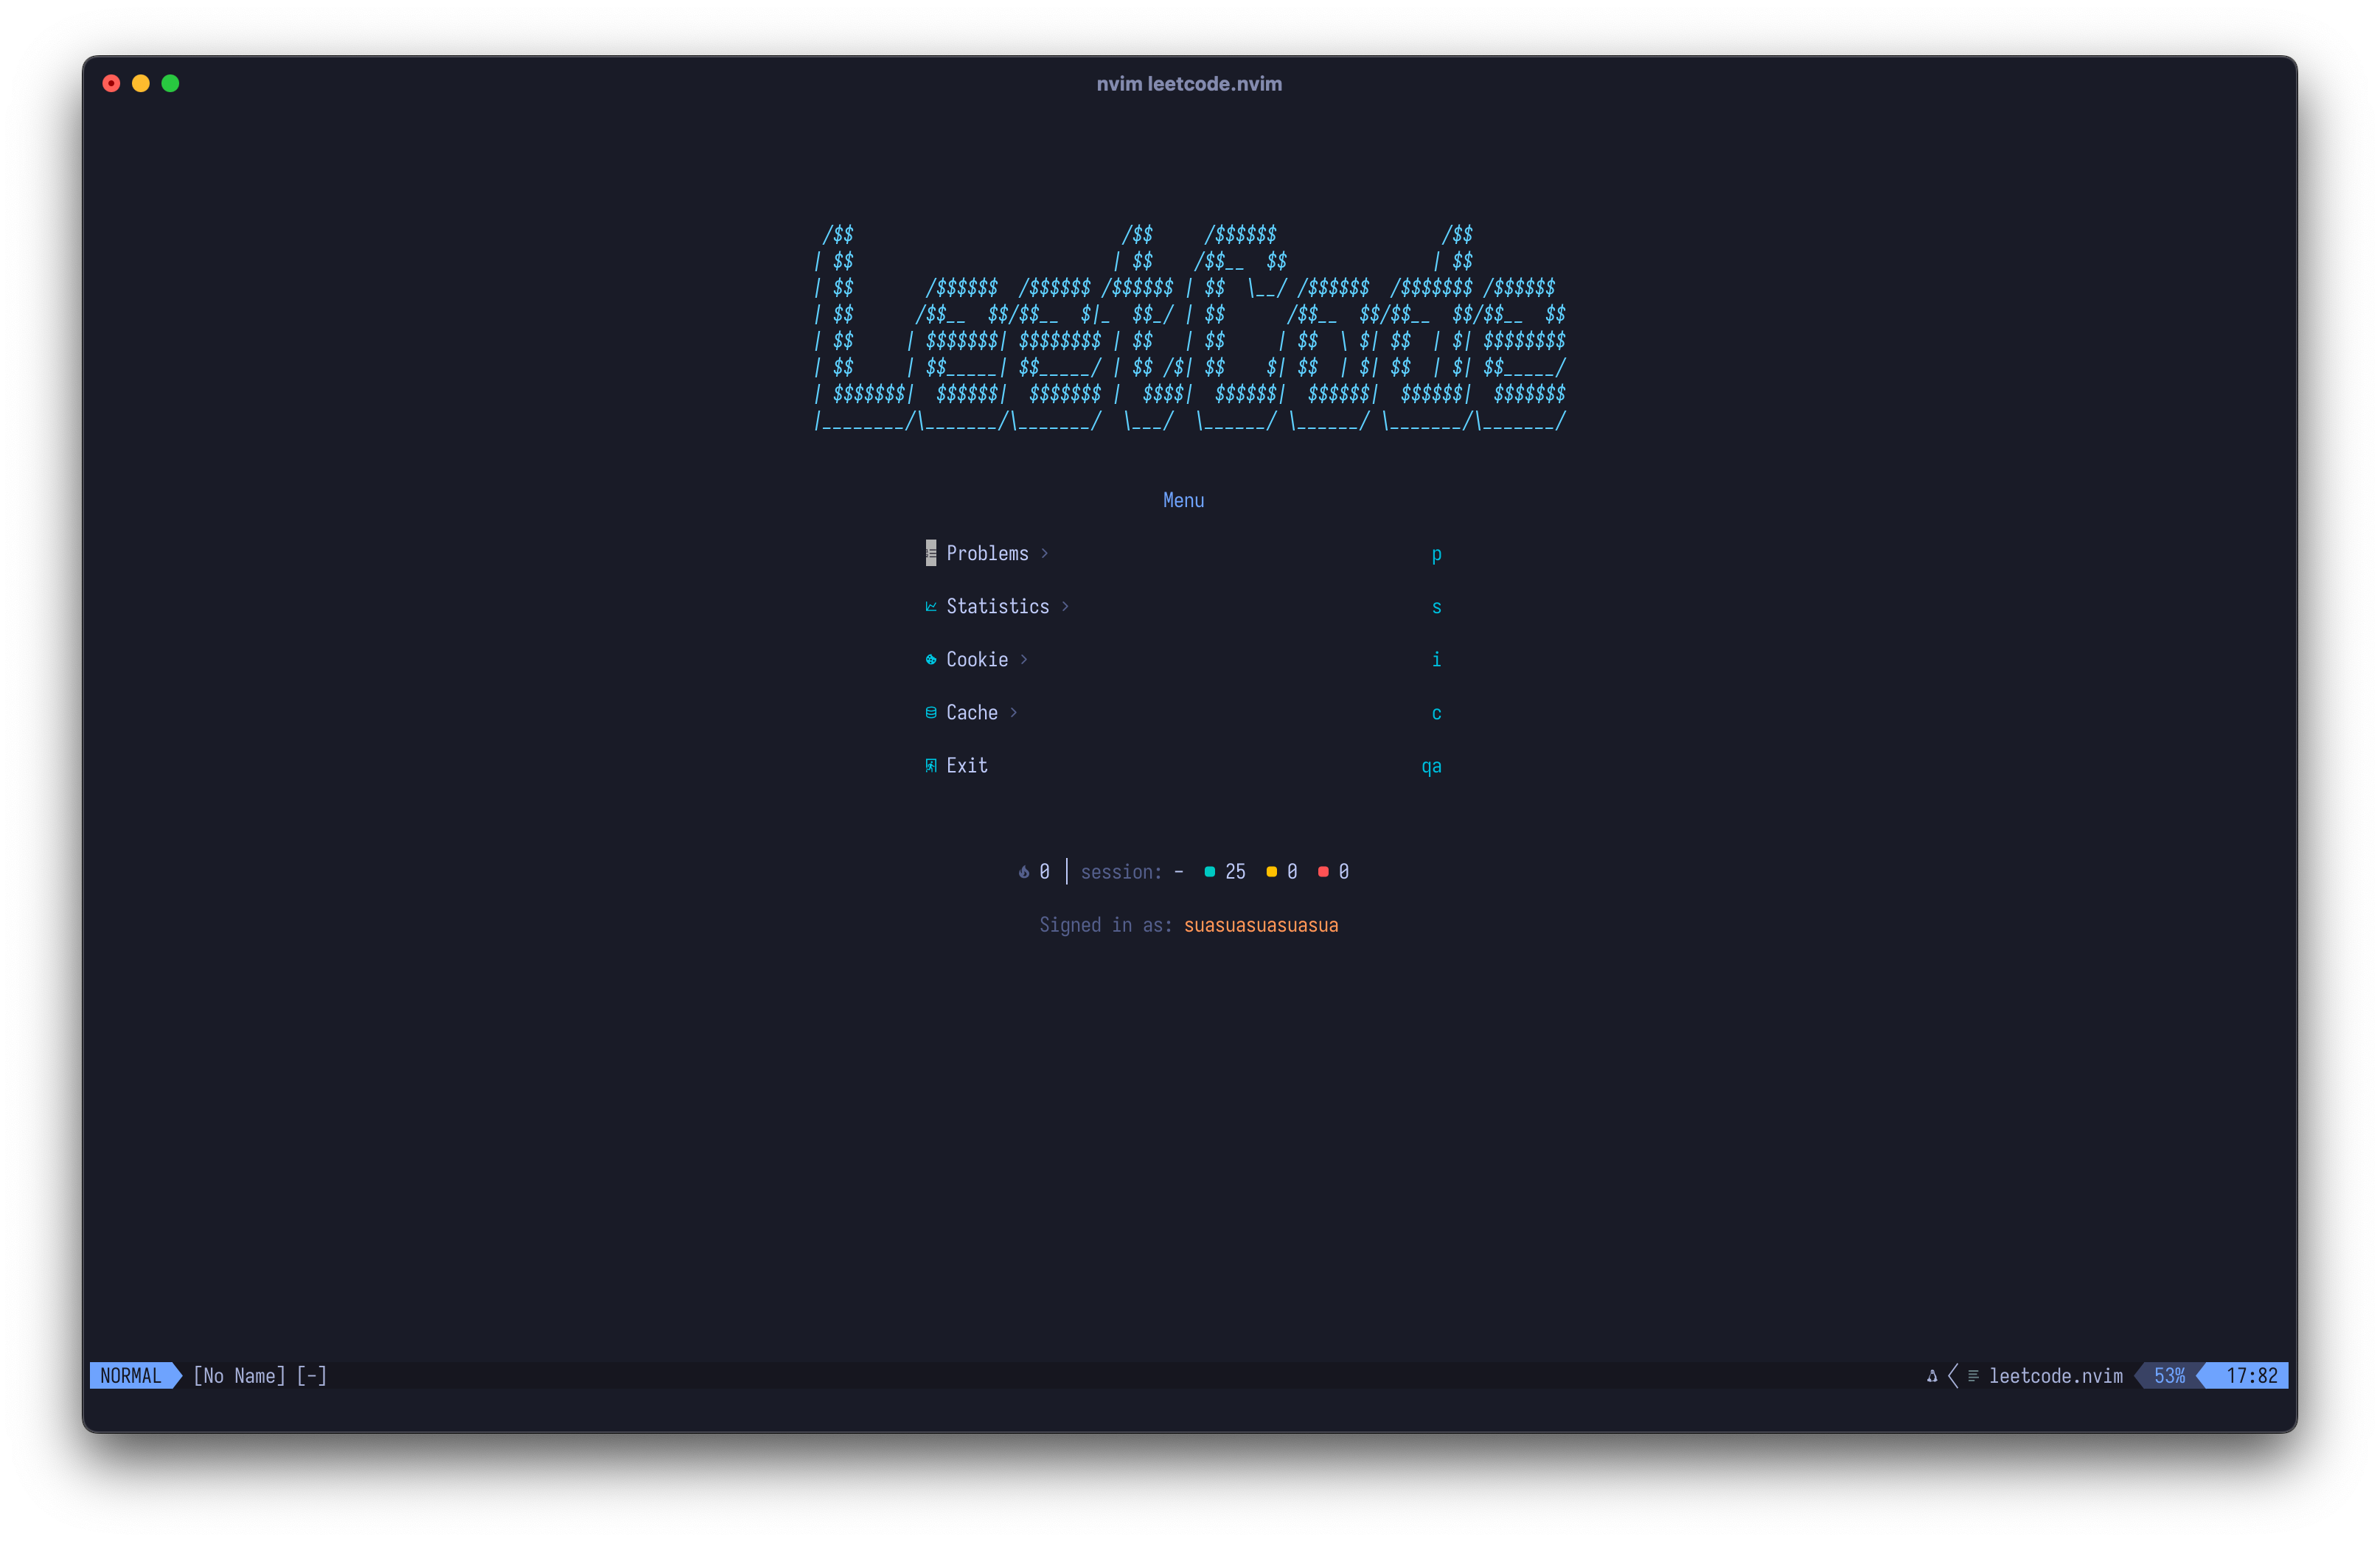 nvim leetcode.nvim
 /$$                          /$$     /$$$$$$                /$$
| $$                         | $$    /$$__  $$              | $$
| $$       /$$$$$$  /$$$$$$ /$$$$$$ | $$  \__/ /$$$$$$  /$$$$$$$ /$$$$$$
| $$      /$$__  $$/$$__  $|_  $$_/ | $$      /$$__  $$/$$__  $$/$$__  $$
| $$     | $$$$$$$| $$$$$$$$ | $$   | $$     | $$  \ $| $$  | $| $$$$$$$$
| $$     | $$_____| $$_____/ | $$ /$| $$    $| $$  | $| $$  | $| $$_____/
| $$$$$$$|  $$$$$$|  $$$$$$$ |  $$$$|  $$$$$$|  $$$$$$|  $$$$$$|  $$$$$$$
|________/\_______/\_______/  \___/  \______/ \______/ \_______/\_______/
Menu
Problems > p
Statistics > s
Cookie > i
Cache > c
Exit qa
0 | session: - 25 0 0
Signed in as: suasuasuasuasua
NORMAL [No Name] [-] leetcode.nvim 53% 17:82